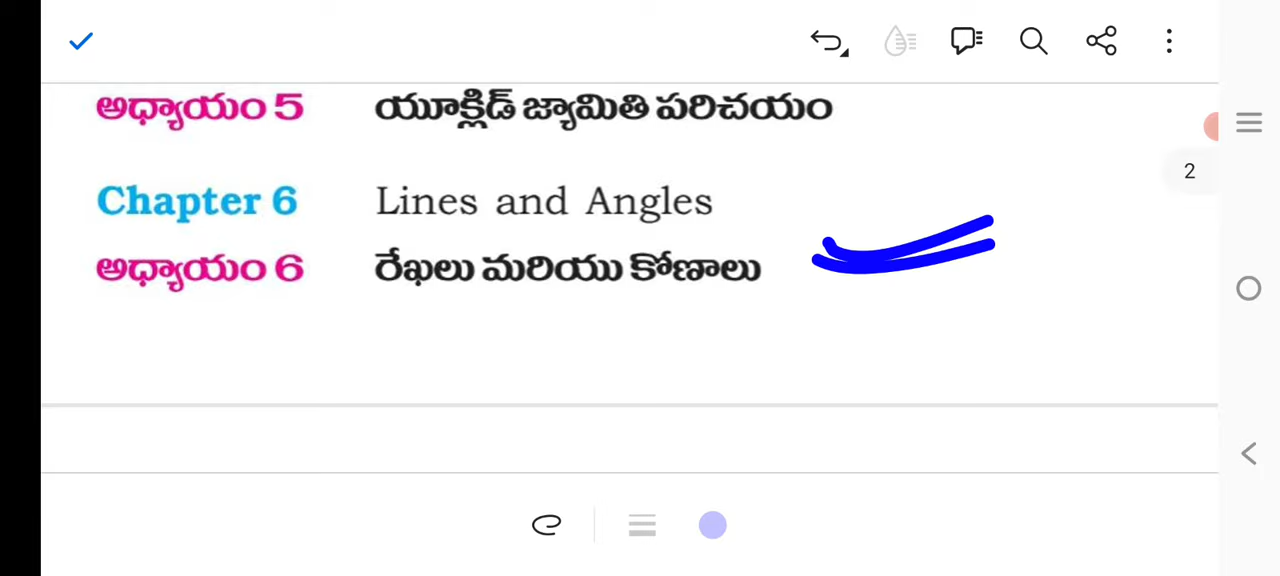 అధ్యాయం 5 యూక్లిడ్ జ్యామితి పరిచయం
2
Chapter 6 Lines and Angles
అధ్యాయం 6 రేఖలు మరియు కోణాలు